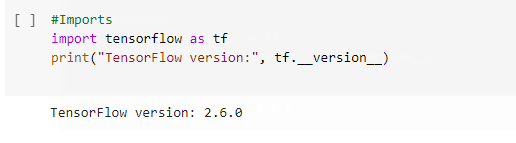 [ ] #Imports
import tensorflow as tf
print("TensorFlow version:", tf.__version__)
TensorFlow version: 2.6.0